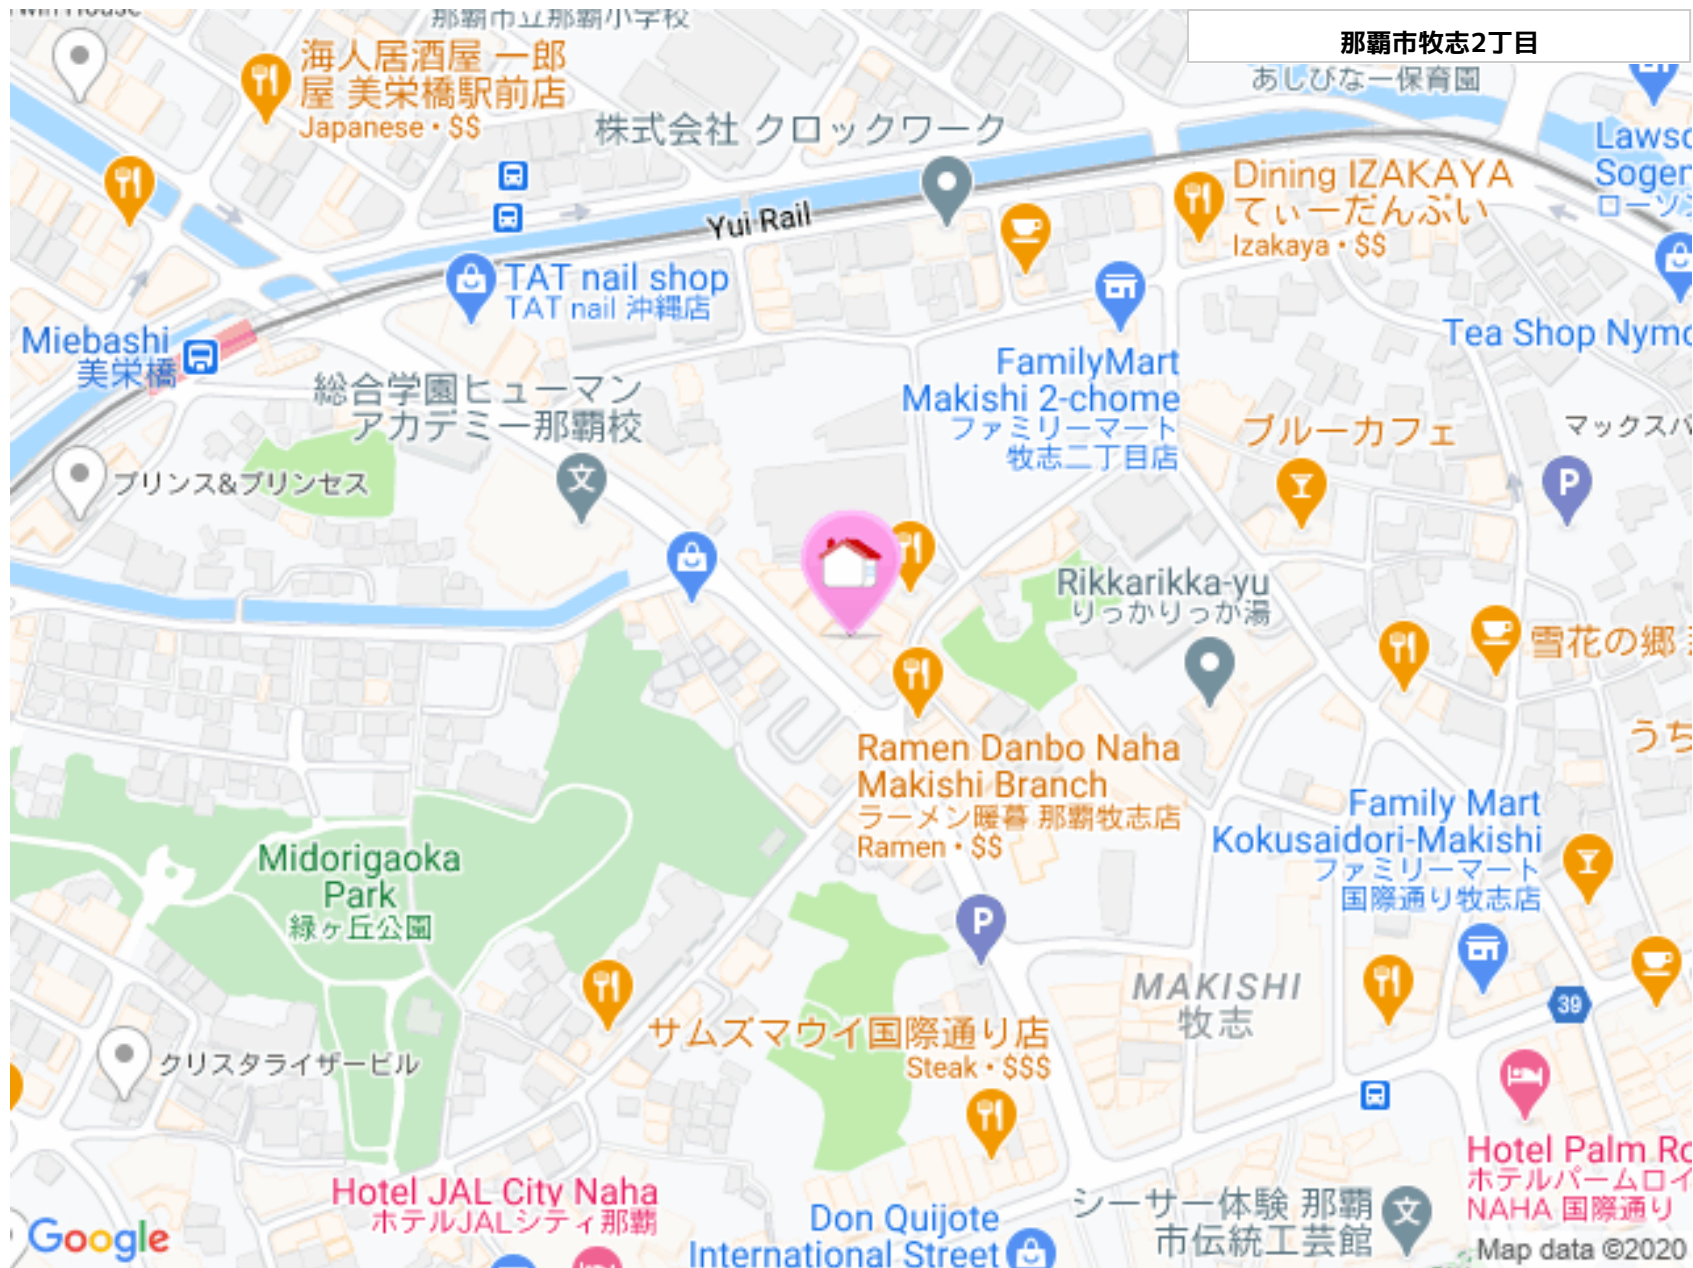 那覇市立那覇小学校
那覇市牧志2丁目
海人居酒屋 一郎
屋 美栄橋駅前店
Japanese・$$
あしびなー保育園
株式会社 クロックワーク
Dining IZAKAYA
てぃーだんぶい
Izakaya・$$
ローソン
Yui Rail
TAT nail shop
TAT nail 沖縄店
Miebashi
美栄橋
Tea Shop
FamilyMart
Makishi 2-chome
ファミリーマート
牧志二丁目店
総合学園ヒューマン
アカデミー那覇校
ブルーカフェ
プリンス&プリンセス
P
文
Rikkarikka-yu
りっかりっか湯
雪花の郷
Ramen Danbo Naha
Makishi Branch
ラーメン暖暮 那覇牧志店
Ramen・$$
Family Mart
Kokusaidori-Makishi
ファミリーマート
国際通り牧志店
Midorigaoka
Park
緑ヶ丘公園
P
MAKISHI
牧志
39
サムズマウイ国際通り店
Steak・$$$
クリスタライザービル
Hotel Palm
ホテルパームロイ
NAHA 国際通り
Hotel JAL City Naha
ホテルJALシティ那覇
Don Quijote
International Street
シーサー体験 那覇
市伝統工芸館
文
Google
Map data ©2020